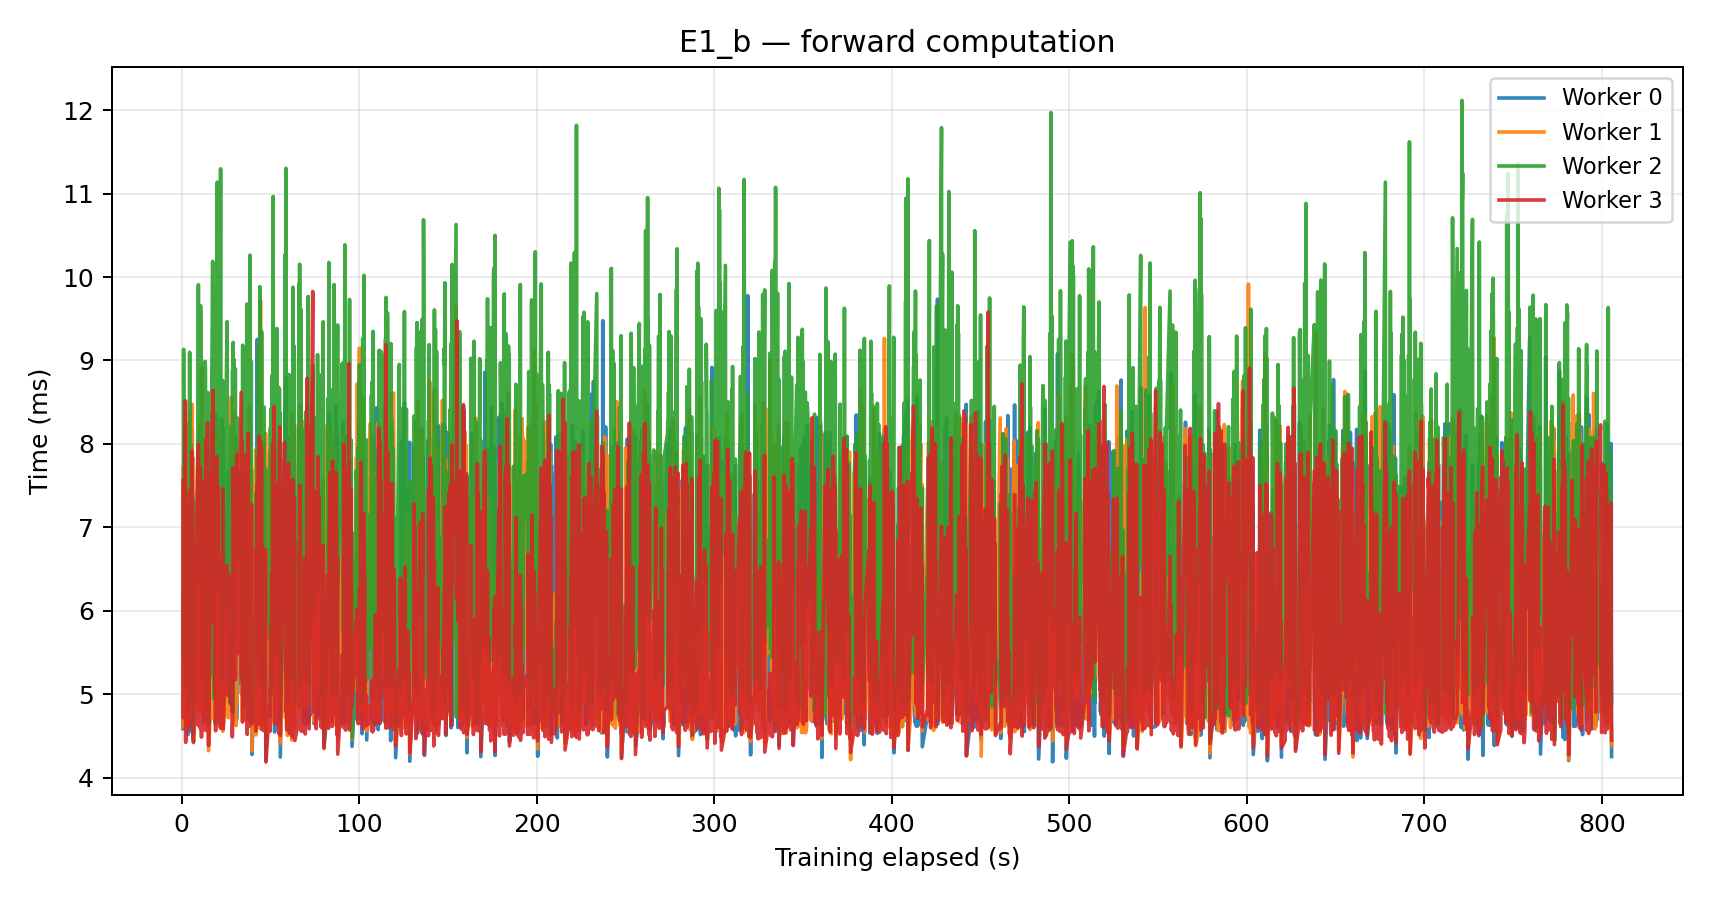 E1_b — forward computation
12
11
10
9
8
7
6
5
4
Time (ms)
Worker 0
Worker 1
Worker 2
Worker 3
0 100 200 300 400 500 600 700 800
Training elapsed (s)